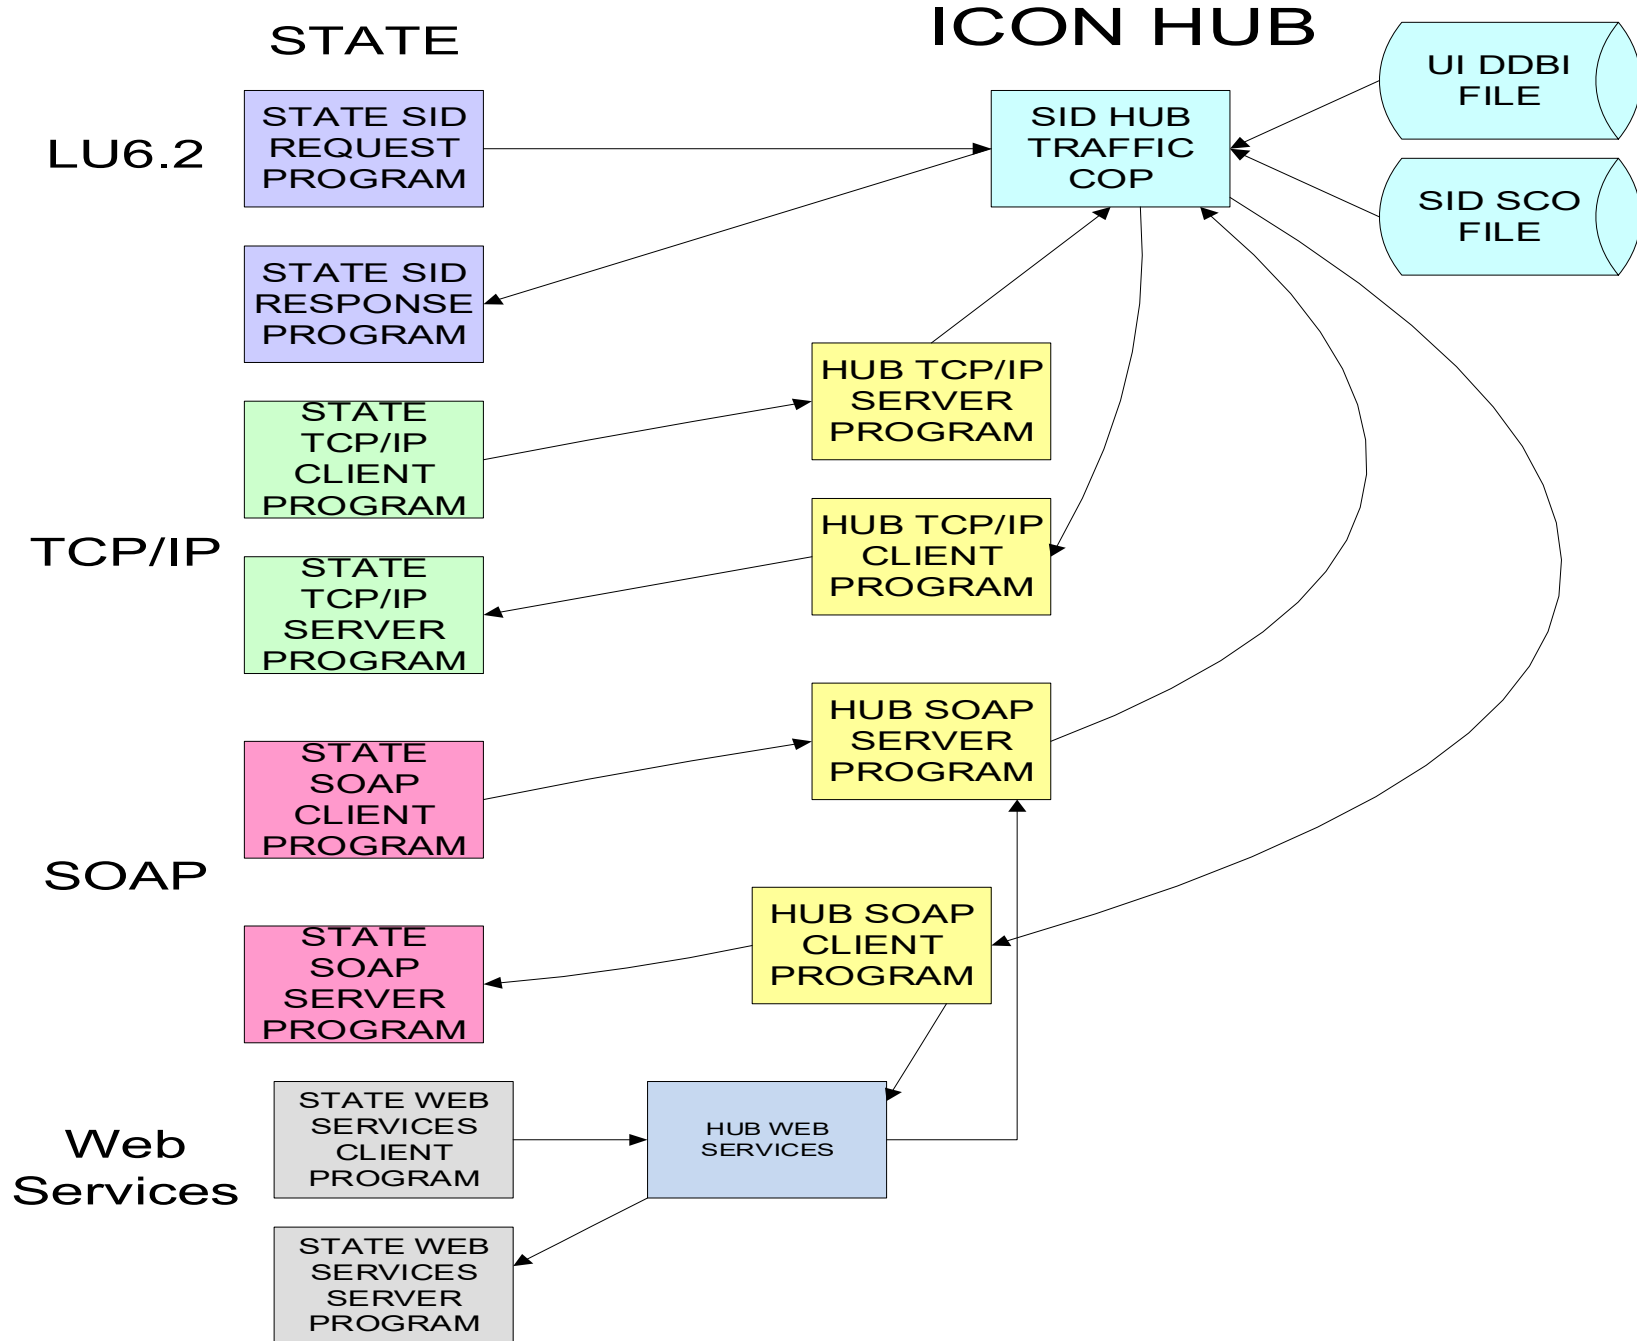 STATE
ICON HUB
LU6.2
STATE SID
REQUEST
PROGRAM
SID HUB
TRAFFIC
COP
UI DDBI
FILE
SID SCO
FILE
STATE SID
RESPONSE
PROGRAM
TCP/IP
STATE
TCP/IP
CLIENT
PROGRAM
HUB TCP/IP
SERVER
PROGRAM
STATE
TCP/IP
SERVER
PROGRAM
HUB TCP/IP
CLIENT
PROGRAM
SOAP
STATE
SOAP
CLIENT
PROGRAM
HUB SOAP
SERVER
PROGRAM
STATE
SOAP
SERVER
PROGRAM
HUB SOAP
CLIENT
PROGRAM
Web
Services
STATE WEB
SERVICES
CLIENT
PROGRAM
HUB WEB
SERVICES
STATE WEB
SERVICES
SERVER
PROGRAM